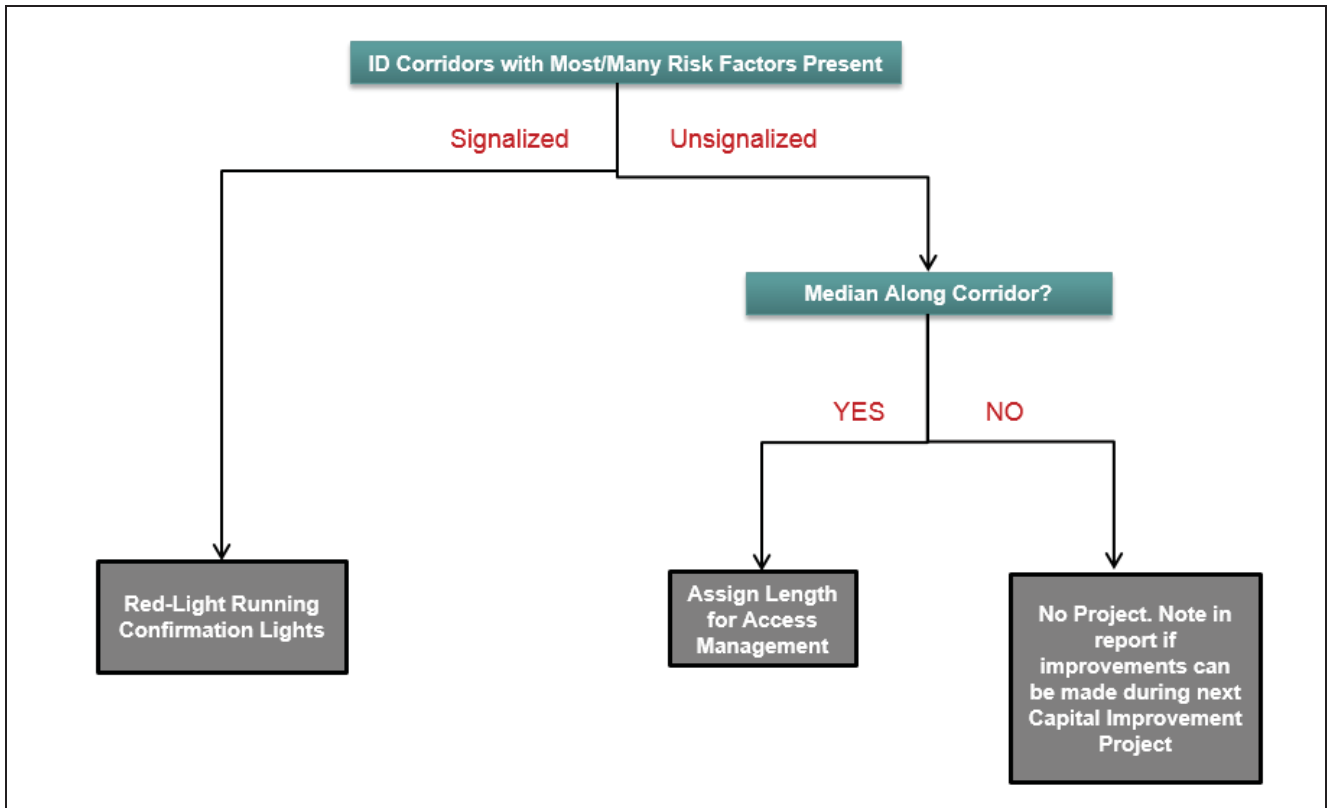 ID Corridors with Most/Many Risk Factors Present
Signalized
Unsignalized
Median Along Corridor?
YES
NO
Red-Light Running
Confirmation Lights
Assign Length
for Access
Management
No Project. Note in
report if
improvements can
be made during next
Capital Improvement
Project